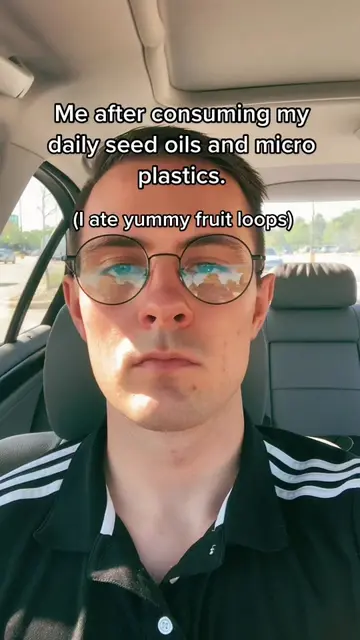 Me after consuming my
daily seed oils and micro
plastics.
(I ate yummy fruit loops)